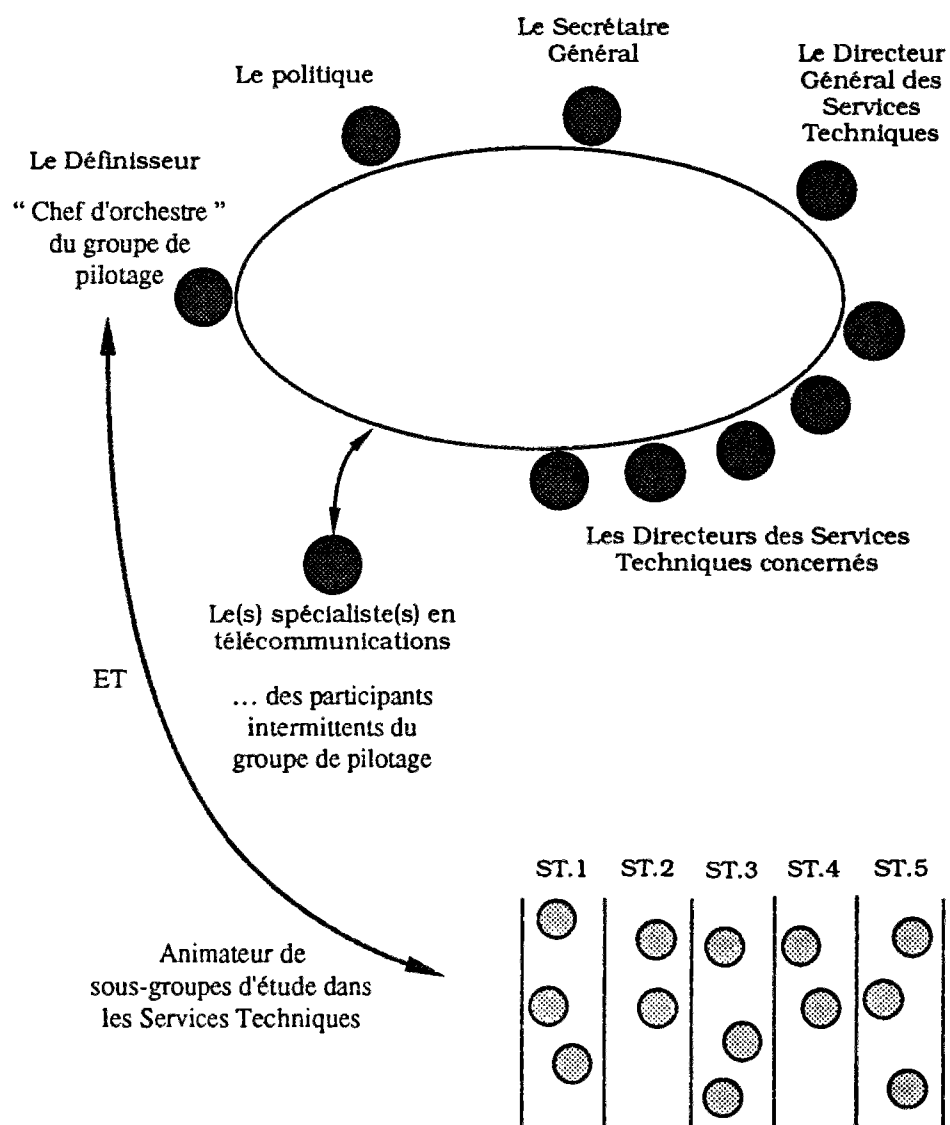 Le Secrétaire
Général
Le politique
Le Directeur
Général des
Services
Techniques
Le Définisseur
“ Chef d'orchestre ”
du groupe de
pilotage
Les Directeurs des Services
Techniques concernés
Le(s) spécialiste(s) en
télécommunications
ET
... des participants
intermittents du
groupe de pilotage
ST.1 ST.2 ST.3 ST.4 ST.5
Animateur de
sous-groupes d'étude dans
les Services Techniques